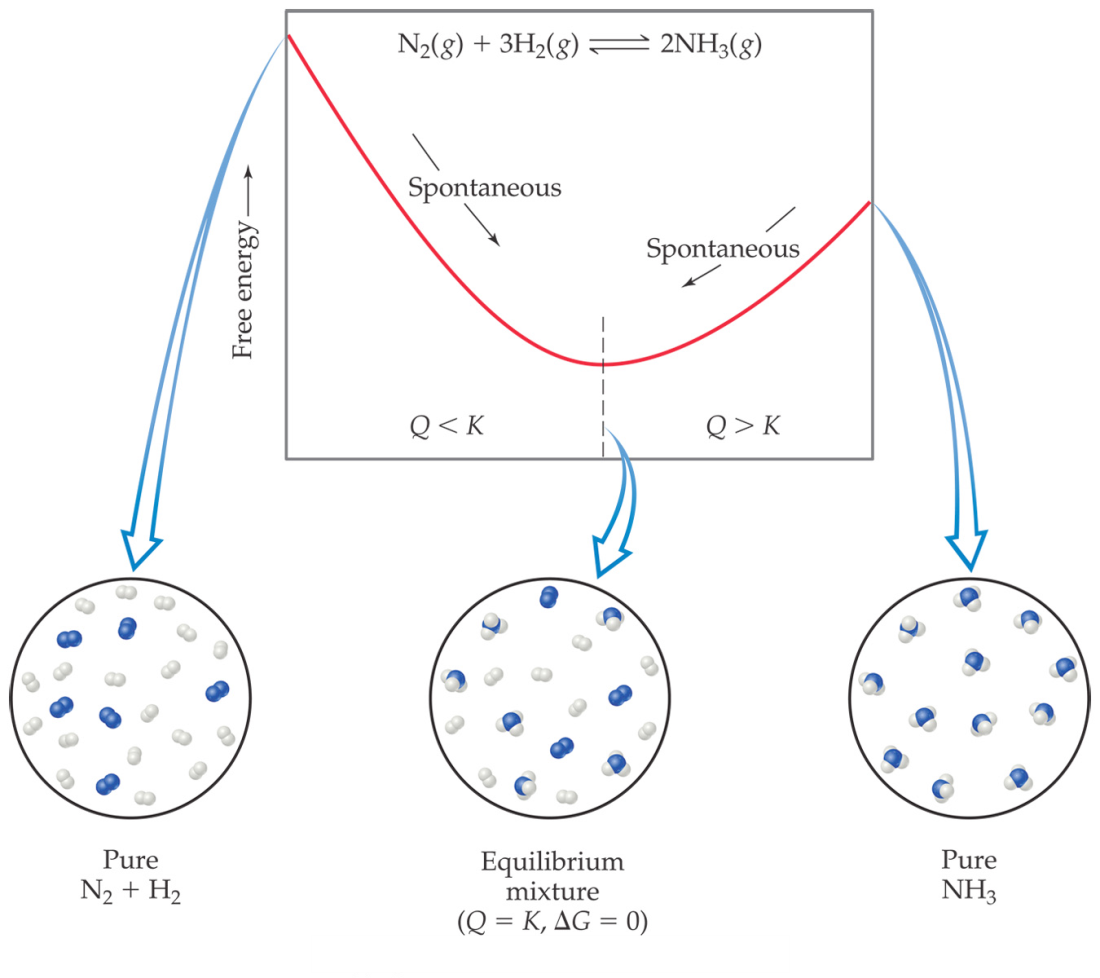 N₂(g) + 3H₂(g) ⇌ 2NH₃(g)
Spontaneous
Spontaneous
Free energy
Q < K
Q > K
Pure
N₂ + H₂
Equilibrium
mixture
(Q = K, ΔG = 0)
Pure
NH₃